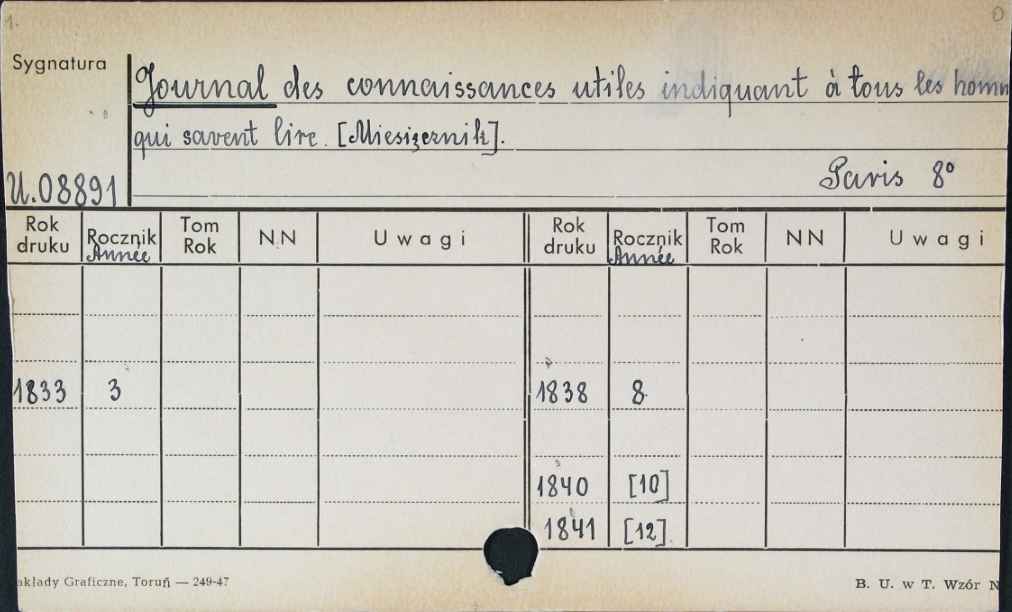 1.
Sygnatura
Journal des connaissances utiles indiquant à tous les homm
qui savent lire. [Miesięcznik].
U.08891
Paris 8°
Rok druku Rocznik Année Tom Rok NN Uwagi Rok druku Rocznik Année Tom Rok NN Uwagi
1833 3 1838 8
1840 [10]
1841 [12]
akłady Graficzne, Toruń — 249-47 B. U. w T. Wzór N